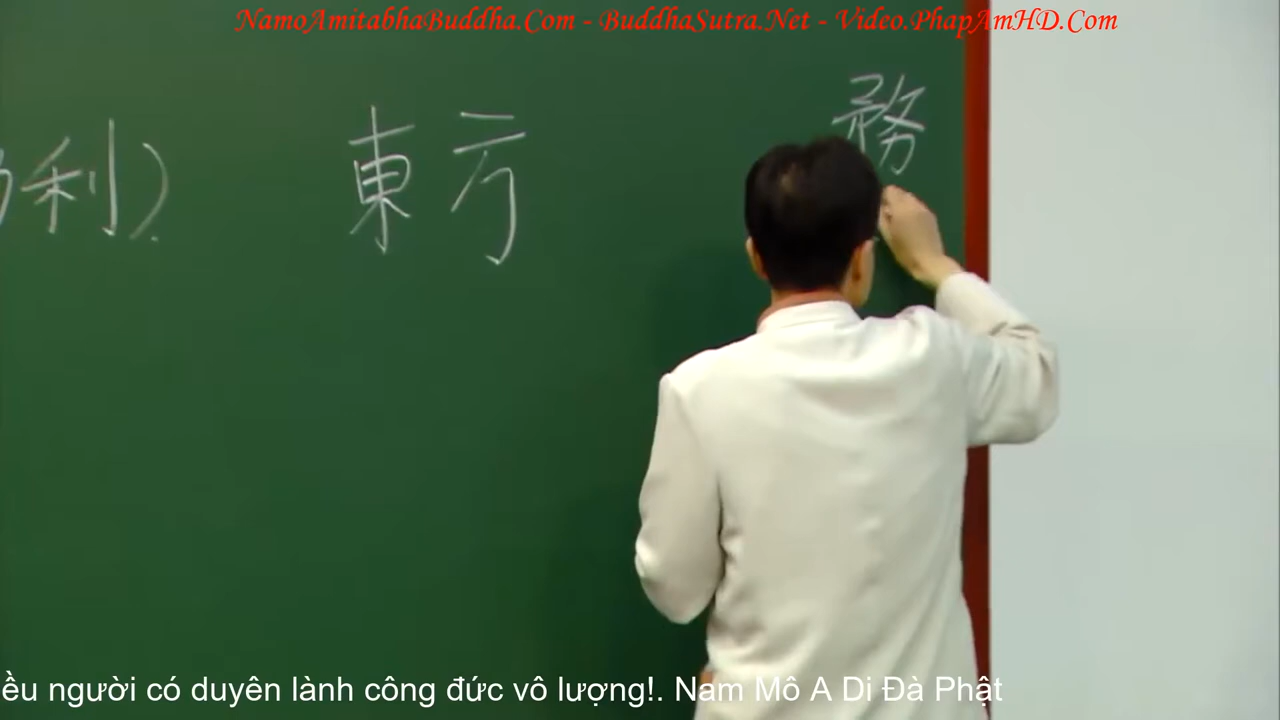 NamoAmitabhaBuddha.Com - BuddhaSutra.Net - Video.PhapAmHD.Com
務
東方
利）
ều người có duyên lành công đức vô lượng!. Nam Mô A Di Đà Phật